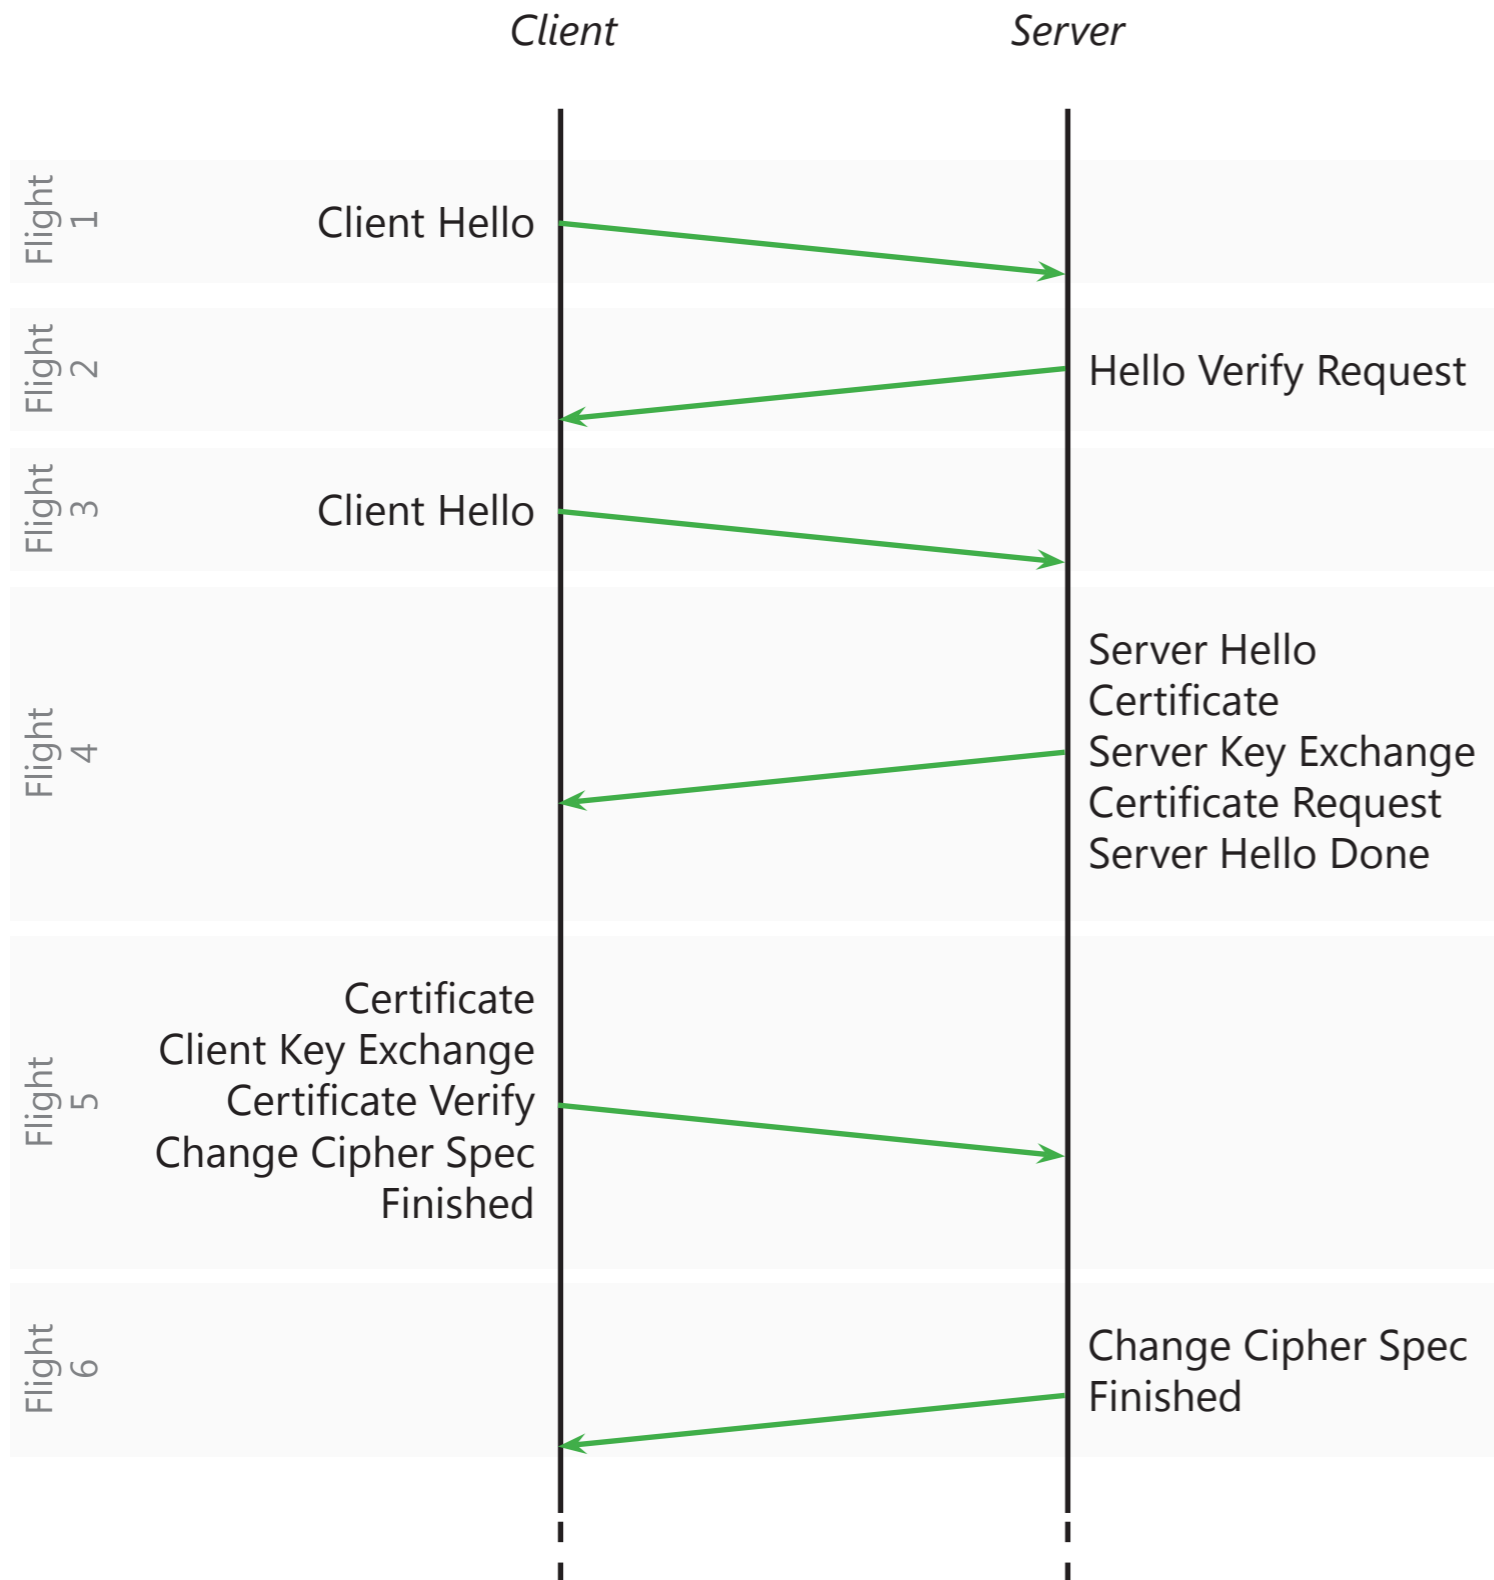 Client
Server
Flight
1
Client Hello
Flight
2
Hello Verify Request
Flight
3
Client Hello
Flight
4
Server Hello
Certificate
Server Key Exchange
Certificate Request
Server Hello Done
Flight
5
Certificate
Client Key Exchange
Certificate Verify
Change Cipher Spec
Finished
Flight
6
Change Cipher Spec
Finished